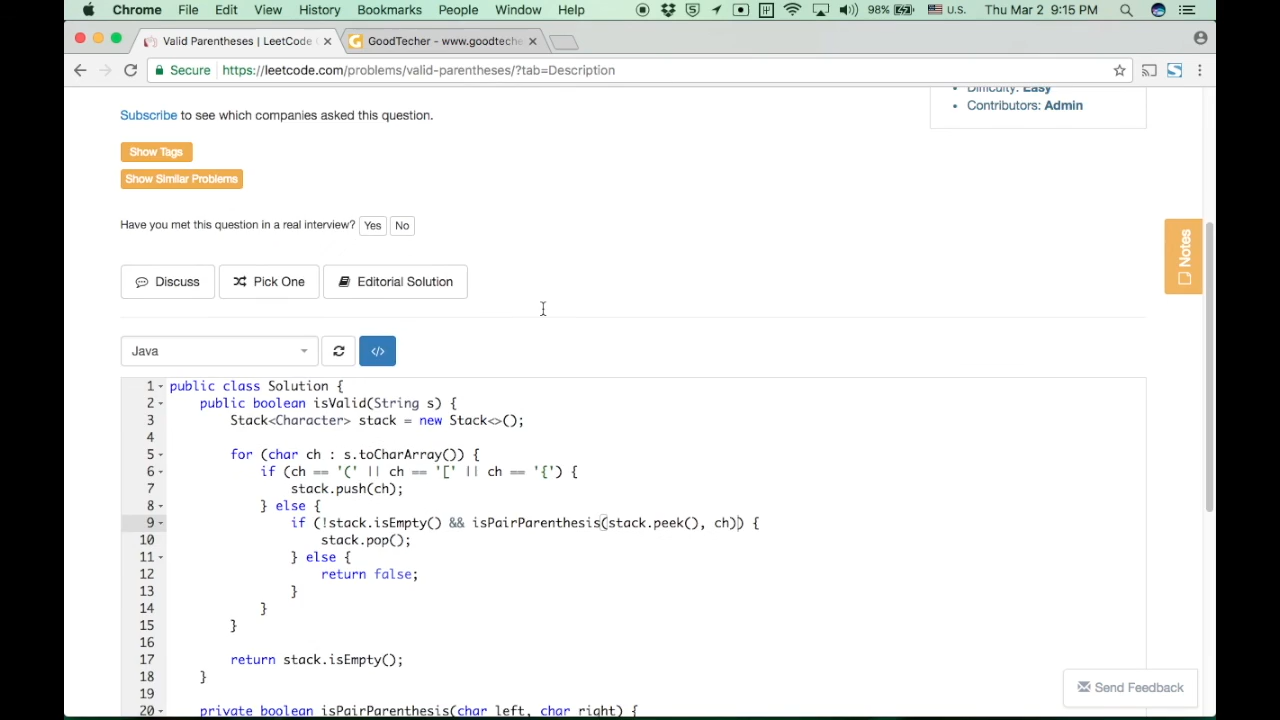 Chrome File Edit View History Bookmarks People Window Help 98% U.S. Thu Mar 2 9:15 PM
Valid Parentheses | LeetCode GoodTecher - www.goodteche
Secure https://leetcode.com/problems/valid-parentheses/?tab=Description
Difficulty: Easy
Subscribe to see which companies asked this question.
Contributors: Admin
Show Tags
Show Similar Problems
Have you met this question in a real interview? Yes No
Notes
Discuss Pick One Editorial Solution
Java
1 public class Solution {
2 public boolean isValid(String s) {
3 Stack<Character> stack = new Stack<>();
4
5 for (char ch : s.toCharArray()) {
6 if (ch == '(' || ch == '[' || ch == '{') {
7 stack.push(ch);
8 } else {
9 if (!stack.isEmpty() && isPairParenthesis(stack.peek(), ch)) {
10 stack.pop();
11 } else {
12 return false;
13 }
14 }
15 }
16
17 return stack.isEmpty();
18 }
19
20 private boolean isPairParenthesis(char left, char right) {
Send Feedback